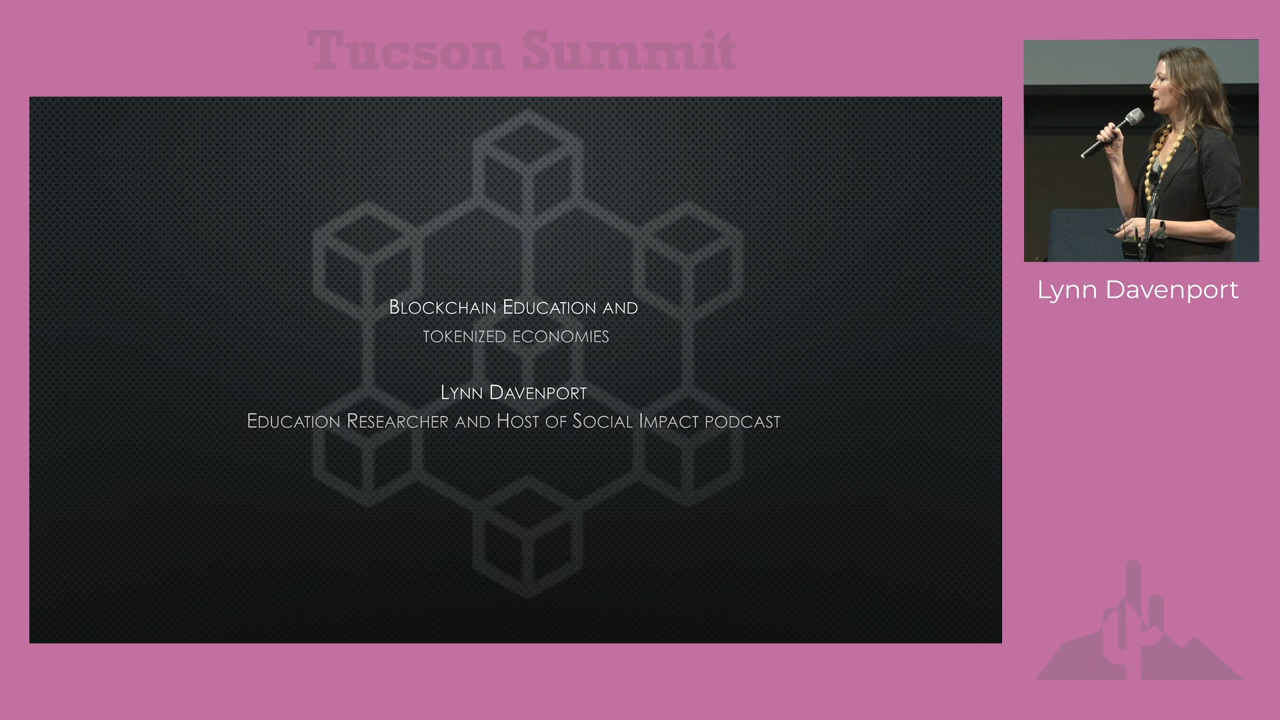 Tucson Summit
Blockchain Education and
tokenized economies
Lynn Davenport
Education Researcher and Host of Social Impact podcast
Lynn Davenport